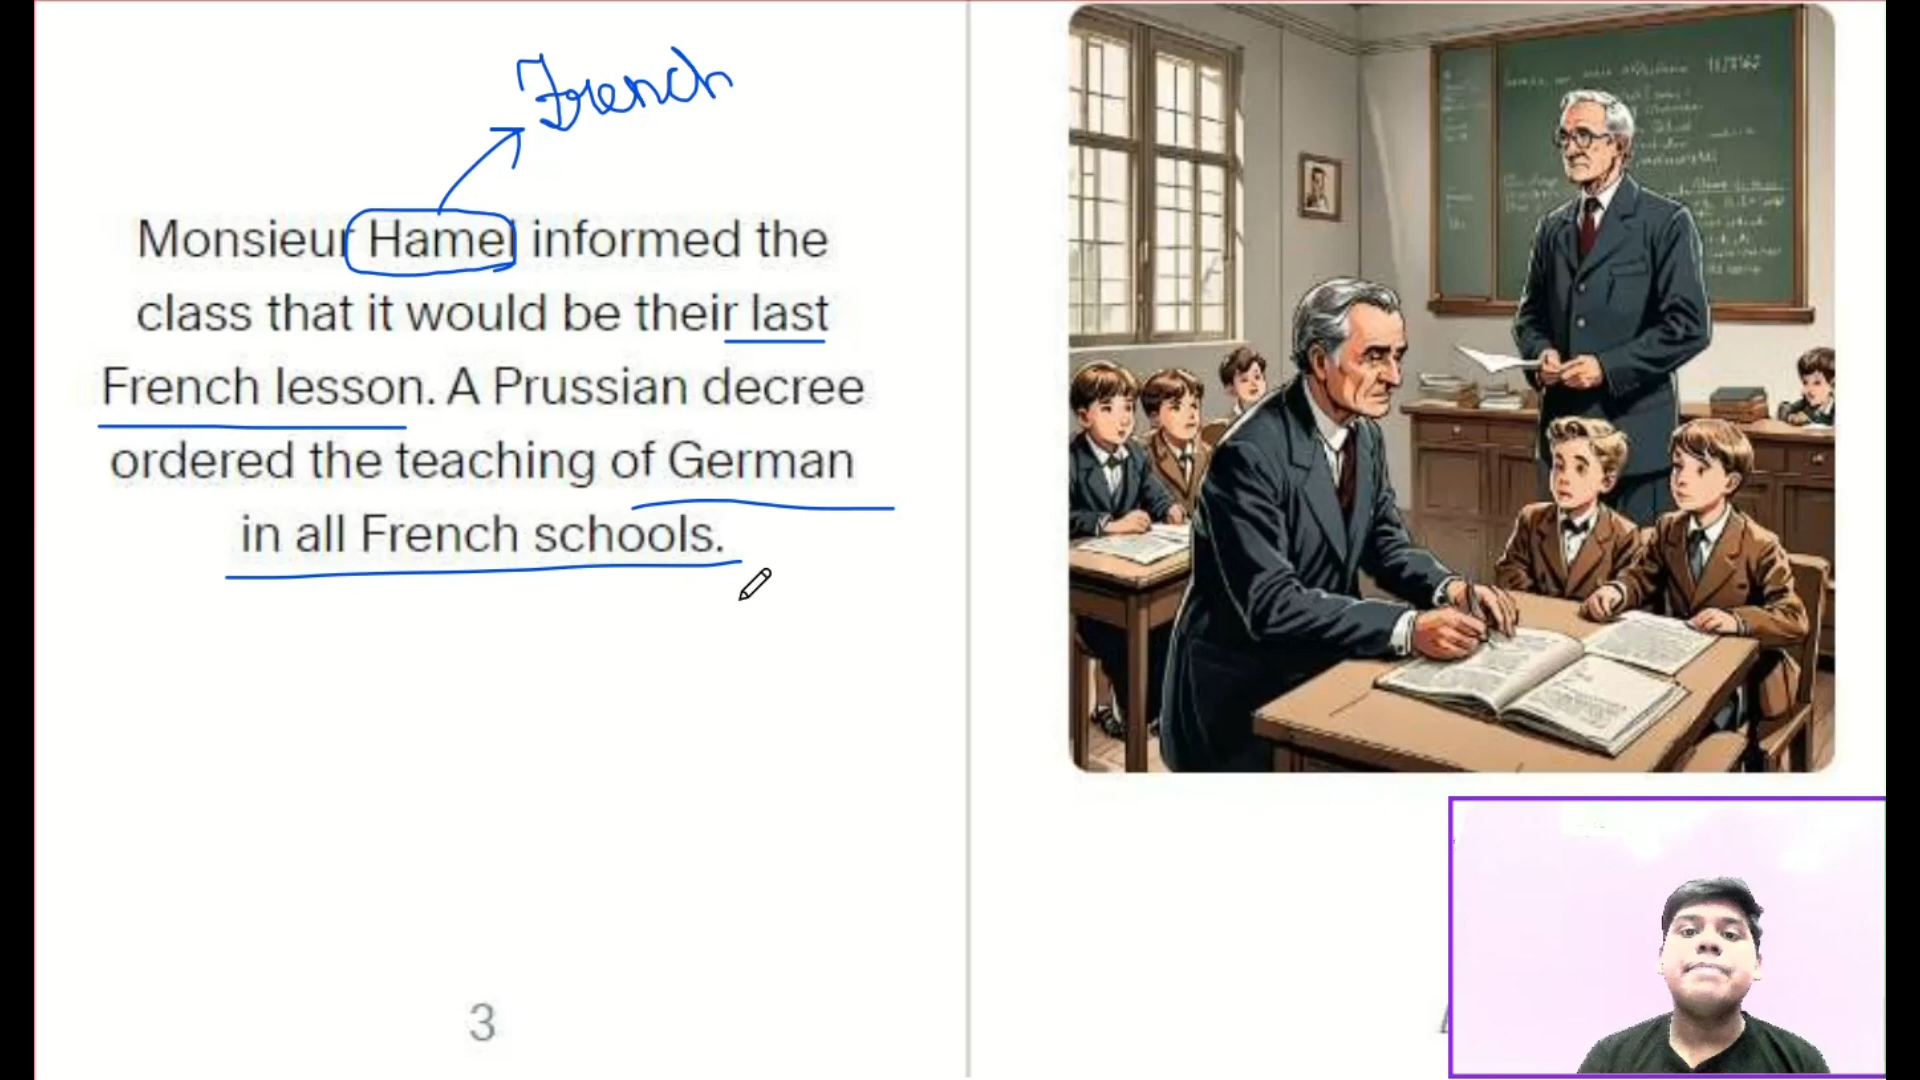 French
Monsieur Hamel informed the
class that it would be their last
French lesson. A Prussian decree
ordered the teaching of German
in all French schools.
3